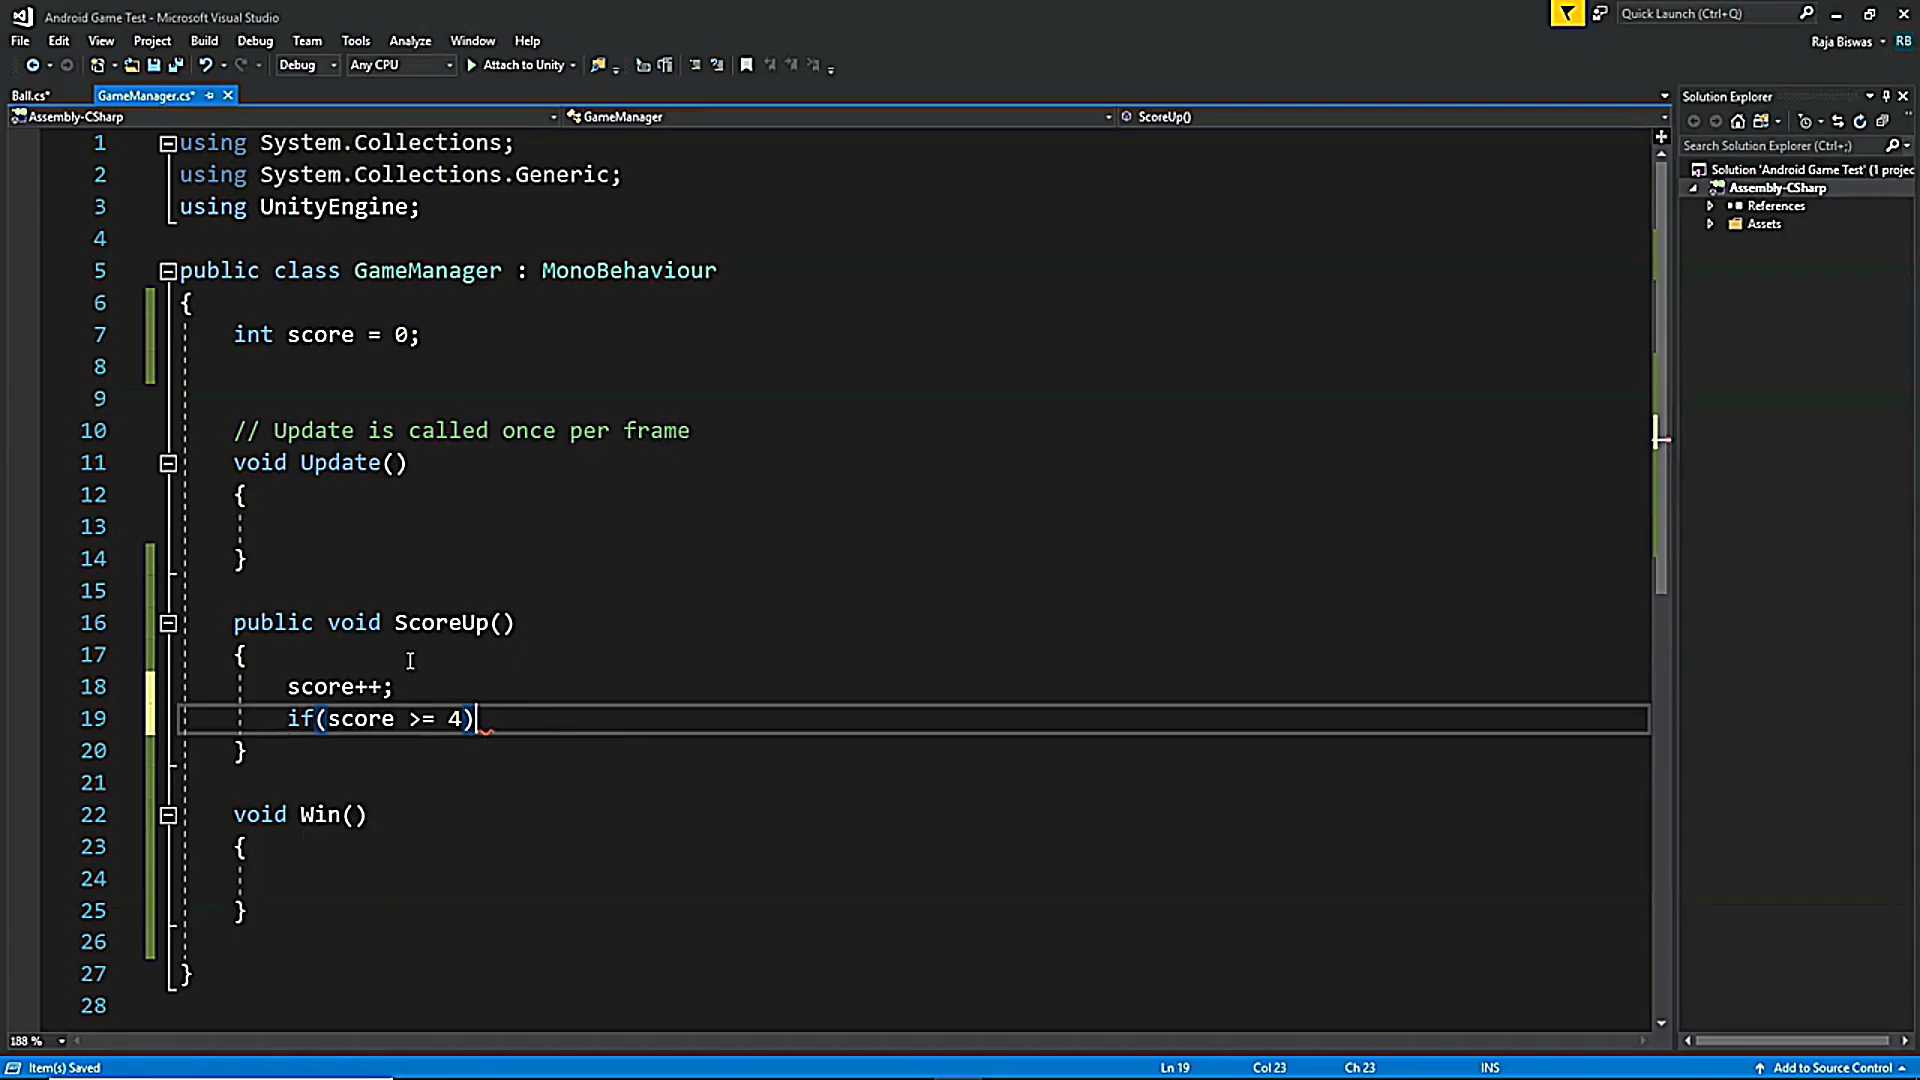 Android Game Test - Microsoft Visual Studio
Quick Launch (Ctrl+Q)
File Edit View Project Build Debug Team Tools Analyze Window Help
Raja Biswas RB
Debug Any CPU Attach to Unity
Ball.cs* GameManager.cs*
Solution Explorer
Assembly-CSharp GameManager ScoreUp()
Search Solution Explorer (Ctrl+;)
Solution 'Android Game Test' (1 projec
Assembly-CSharp
References
Assets
1 using System.Collections;
2 using System.Collections.Generic;
3 using UnityEngine;
4
5 public class GameManager : MonoBehaviour
6 {
7 int score = 0;
8
9
10 // Update is called once per frame
11 void Update()
12 {
13
14 }
15
16 public void ScoreUp()
17 {
18 score++;
19 if(score >= 4)
20 }
21
22 void Win()
23 {
24
25 }
26
27 }
28
188 %
Item(s) Saved Ln 19 Col 23 Ch 23 INS Add to Source Control